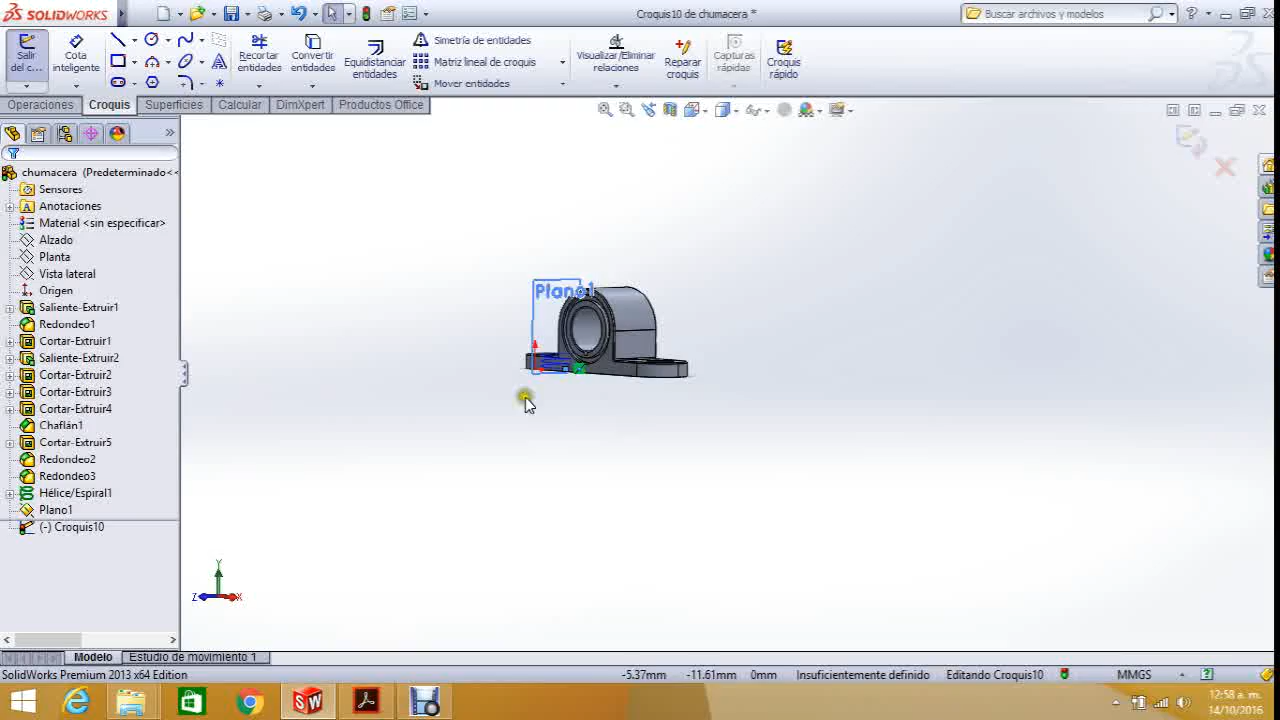 SOLIDWORKS
Croquis10 de chumacera *
Buscar archivos y modelos
Salir del c...
Cota inteligente
Recortar entidades
Convertir entidades
Equidistanciar entidades
Simetría de entidades
Matriz lineal de croquis
Mover entidades
Visualizar/Eliminar relaciones
Reparar croquis
Capturas rápidas
Croquis rápido
Operaciones
Croquis
Superficies
Calcular
DimXpert
Productos Office
chumacera (Predeterminado<<
Sensores
Anotaciones
Material <sin especificar>
Alzado
Planta
Vista lateral
Origen
Saliente-Extruir1
Redondeo1
Cortar-Extruir1
Saliente-Extruir2
Cortar-Extruir2
Cortar-Extruir3
Cortar-Extruir4
Chaflán1
Cortar-Extruir5
Redondeo2
Redondeo3
Hélice/Espiral1
Plano1
(-) Croquis10
Plano1
Y
Z
X
Modelo
Estudio de movimiento 1
SolidWorks Premium 2013 x64 Edition
-5.37mm
-11.61mm
0mm
Insuficientemente definido
Editando Croquis10
MMGS
12:58 a. m.
14/10/2016